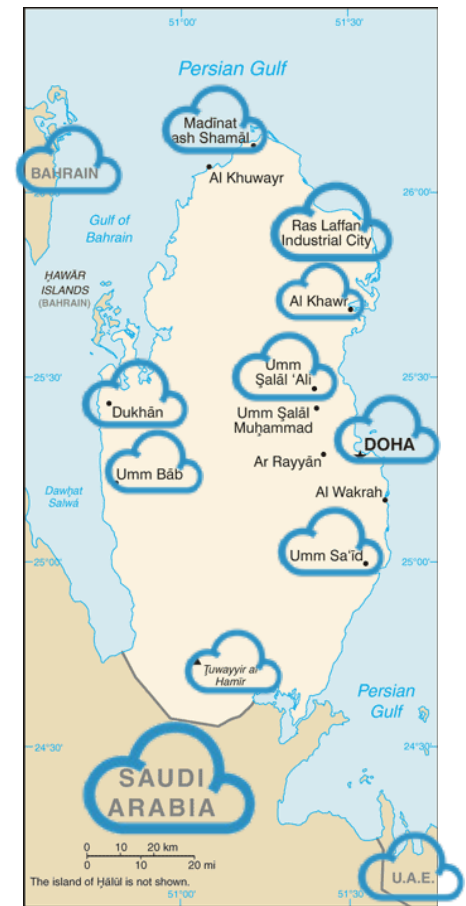 51°00'
51°30'
Persian Gulf
Madīnat
ash Shamāl
BAHRAIN
Al Khuwayr
26°00'
Gulf of
Bahrain
Ras Laffan
Industrial City
ḨAWĀR
ISLANDS
(BAHRAIN)
Al Khawr
25°30'
25°30'
Umm
Şalāl ‘Alī
Dukhān
Umm Şalāl
Muḩammad
DOHA
Ar Rayyān
Umm Bāb
Dawḩat
Salwá
Al Wakrah
25°00'
25°00'
Umm Sa‘īd
Ţuwayyir al
Ḩamīr
Persian
Gulf
24°30'
24°30'
SAUDI
ARABIA
0 10 20 km
0 10 20 mi
The island of Ḩālūl is not shown.
U.A.E.
51°00'
51°30'